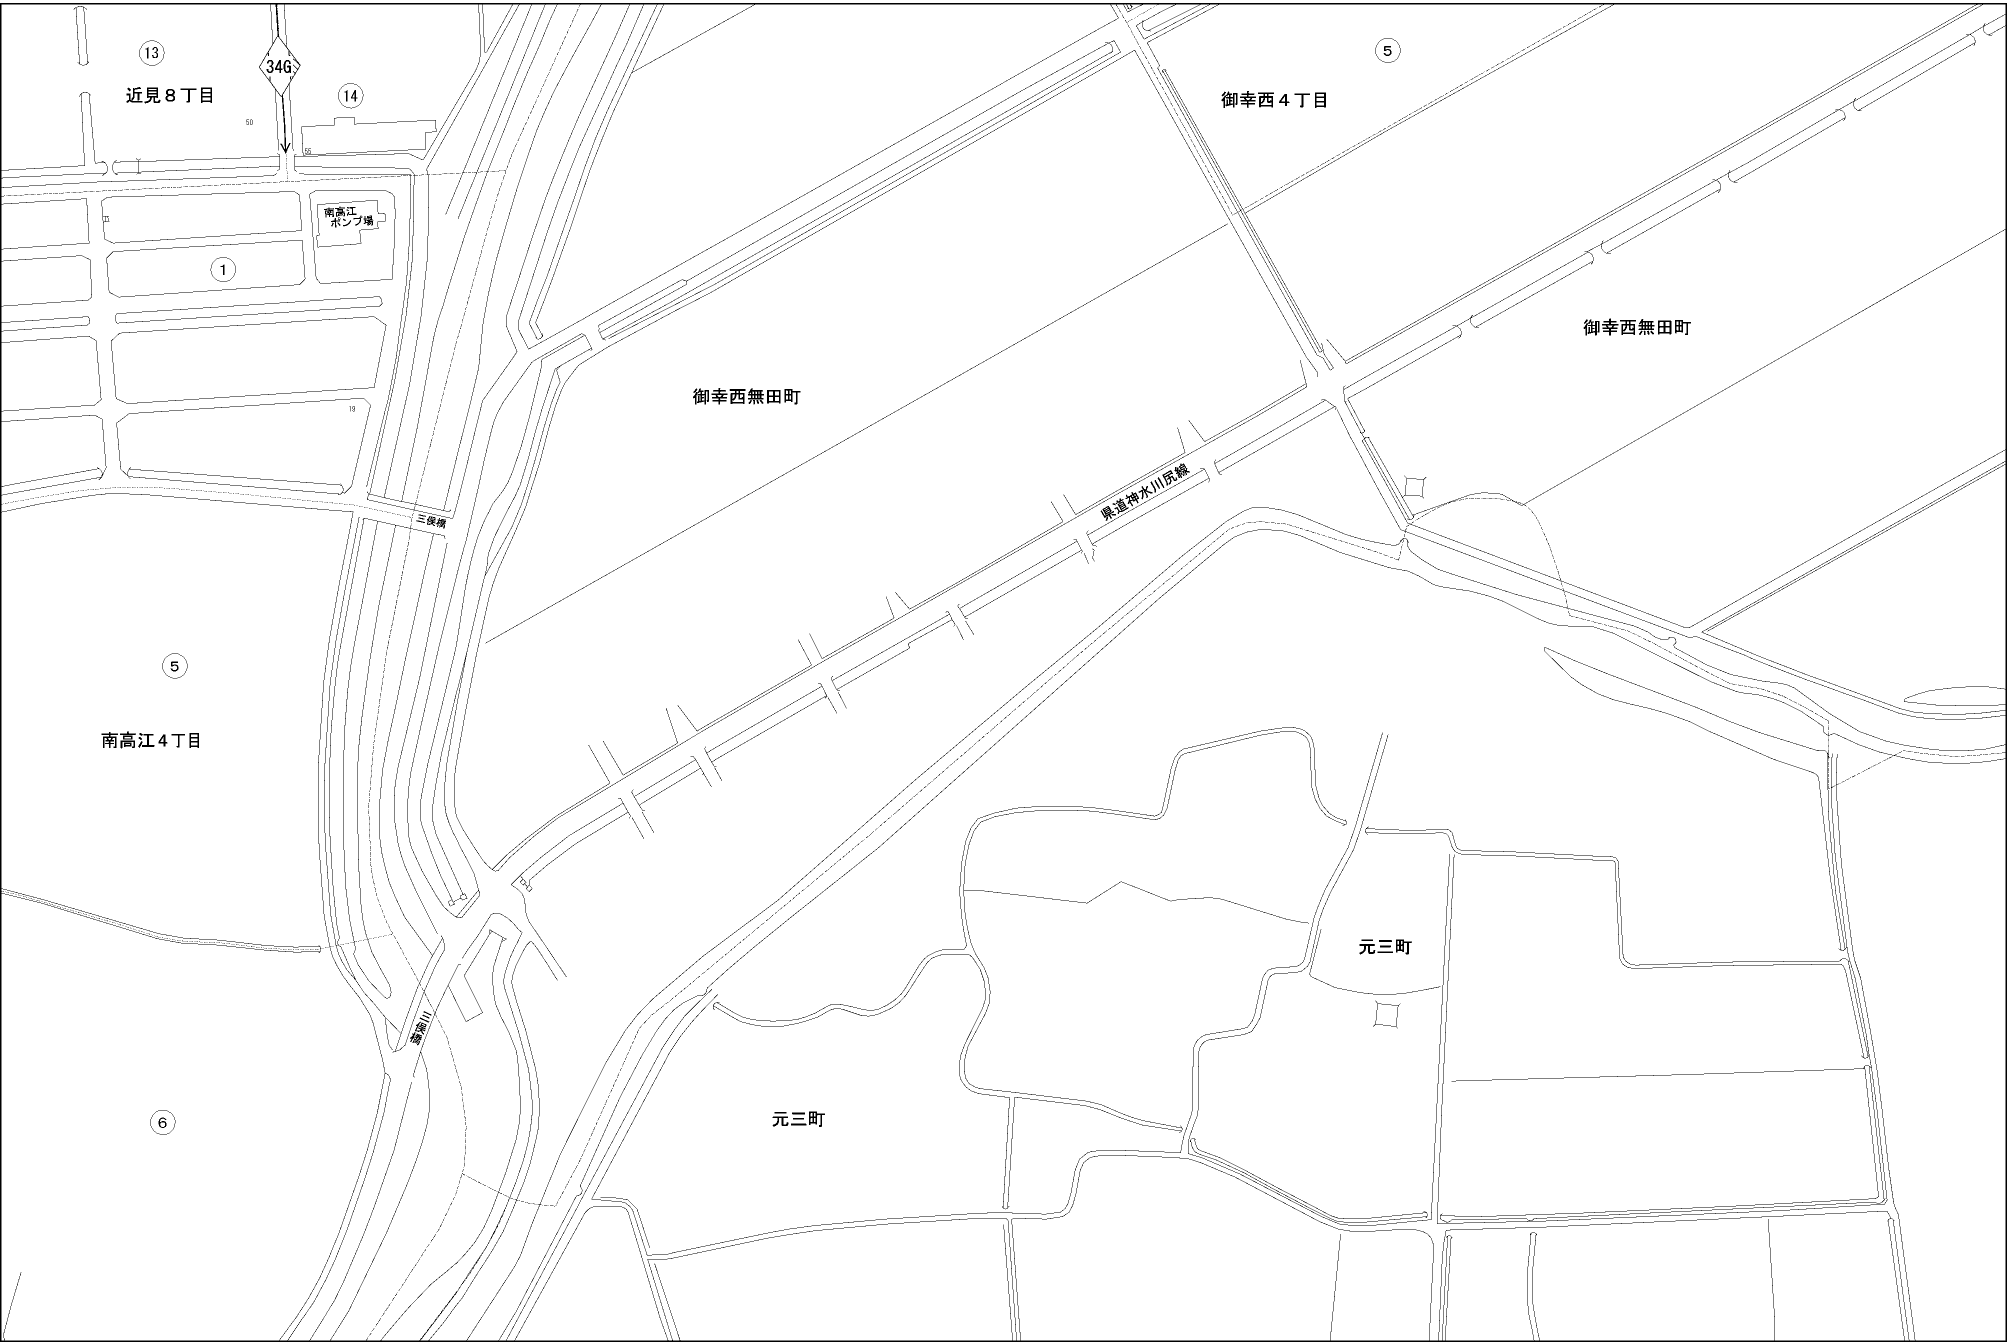 13
近見８丁目
34G
14
50
55
5
御幸西４丁目
南高江
ポンプ場
1
御幸西無田町
御幸西無田町
19
県道神水川尻線
三俣橋
5
南高江４丁目
元三町
三俣橋
6
元三町